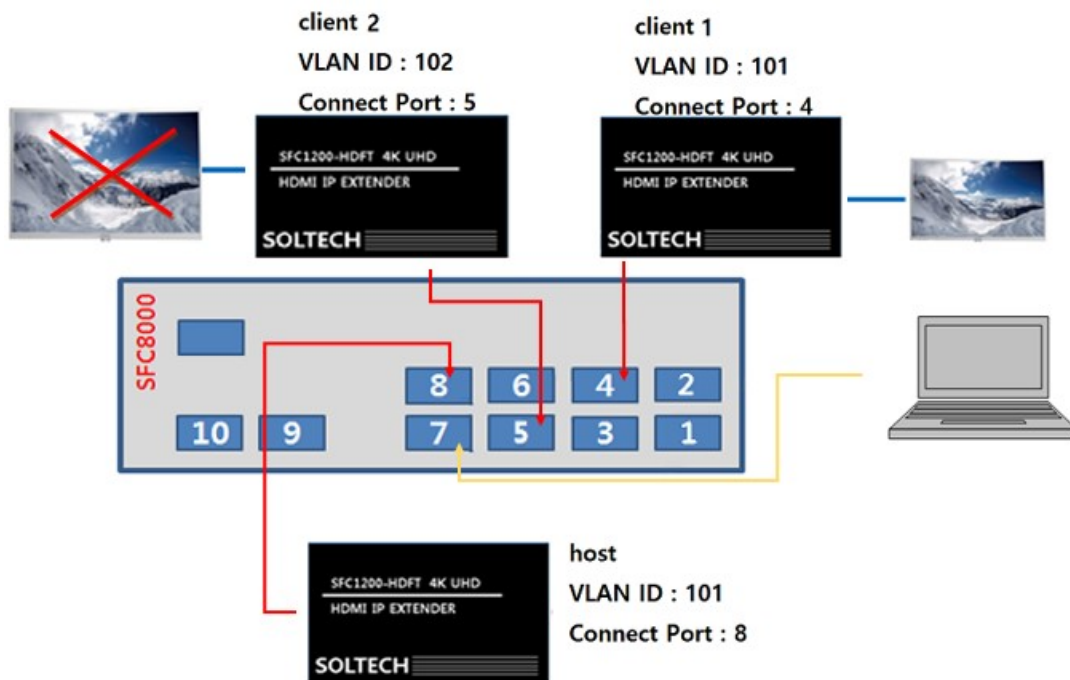 client 2
VLAN ID : 102
Connect Port : 5
client 1
VLAN ID : 101
Connect Port : 4
SFC1200-HDFT 4K UHD
HDMI IP EXTENDER
SOLTECH
SFC1200-HDFT 4K UHD
HDMI IP EXTENDER
SOLTECH
SFC8000
8 6 4 2
10 9 7 5 3 1
SFC1200-HDFT 4K UHD
HDMI IP EXTENDER
SOLTECH
host
VLAN ID : 101
Connect Port : 8